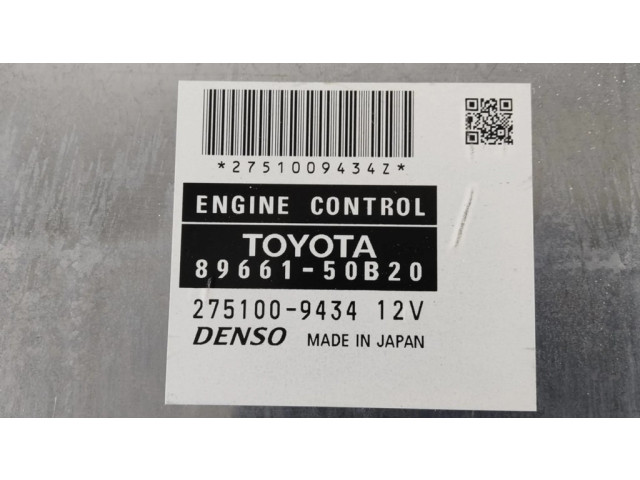 *2751009434Z*
ENGINE CONTROL
TOYOTA
89661-50B20
275100-9434 12V
DENSO MADE IN JAPAN